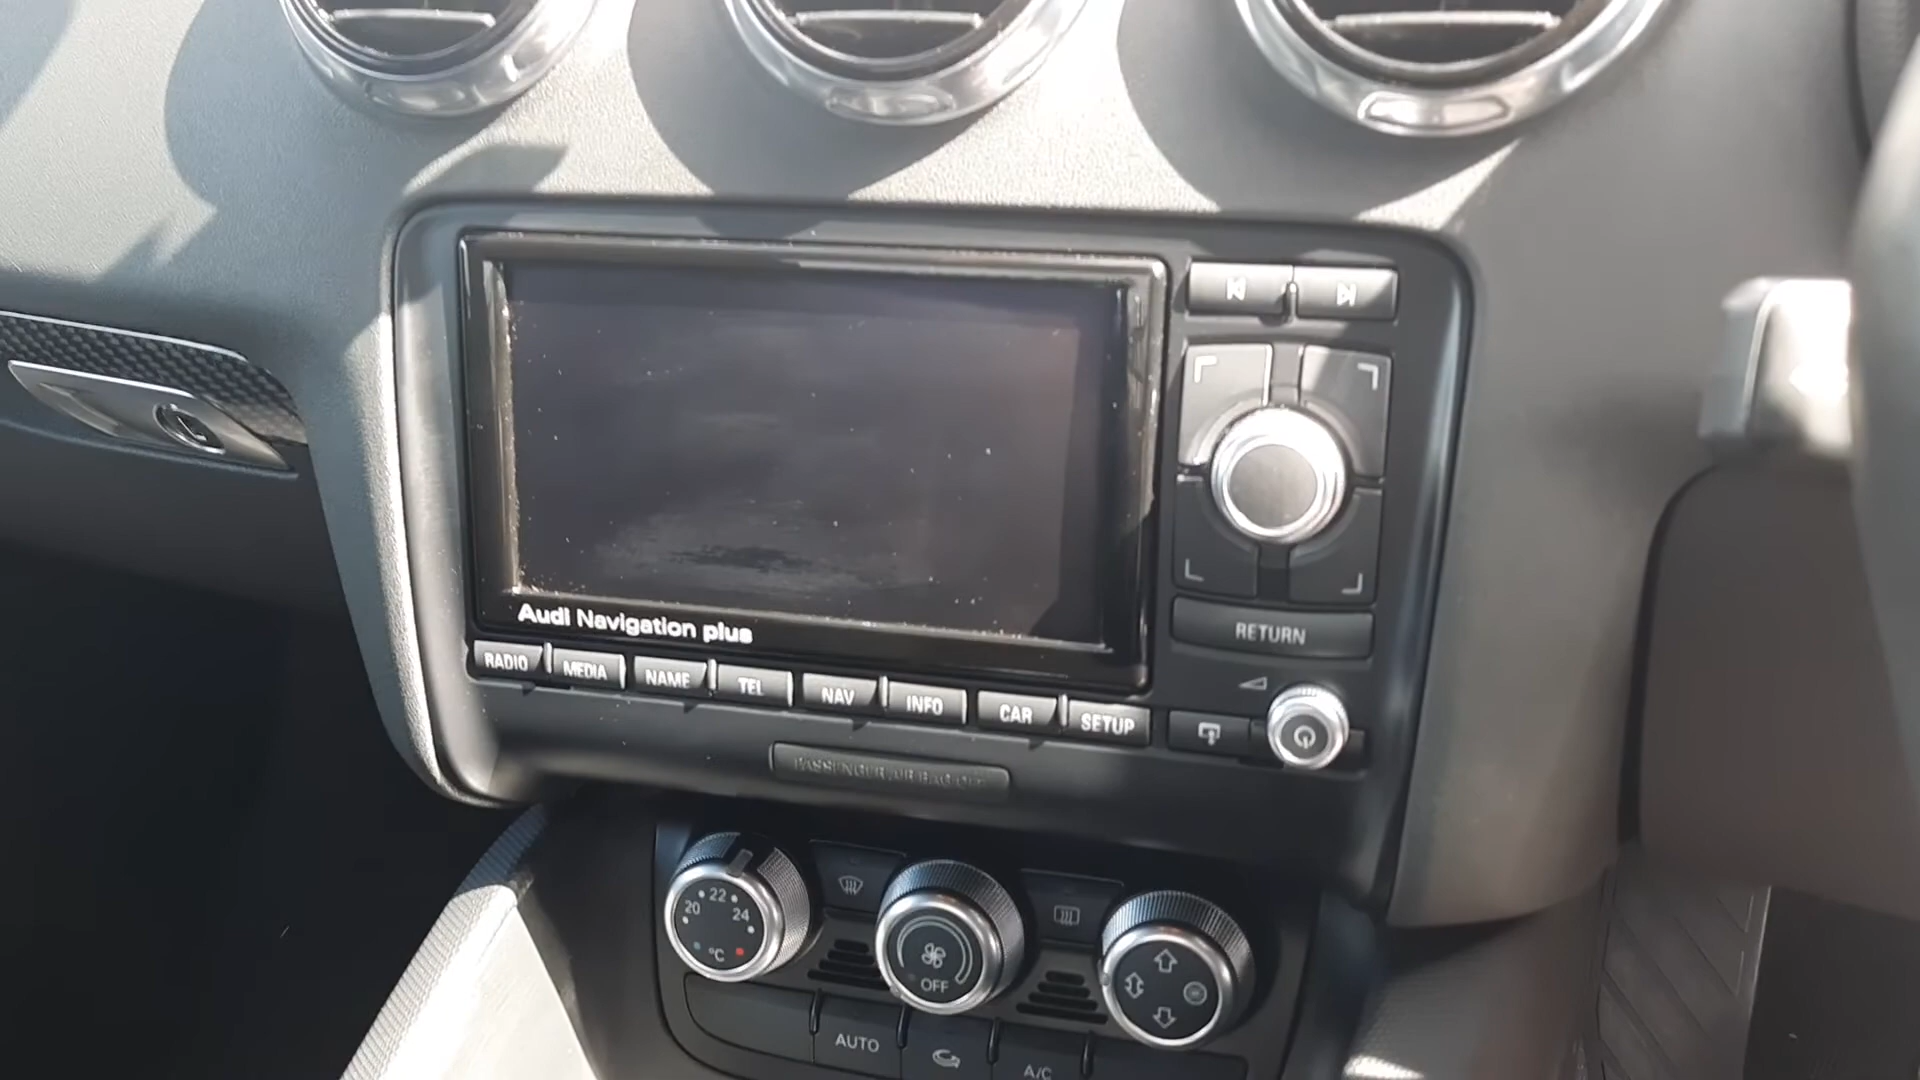 Audi Navigation plus
RADIO MEDIA NAME TEL NAV INFO CAR SETUP
RETURN
PASSENGER AIR BAG OFF
20 22 24
°C
OFF
AUTO
A/C